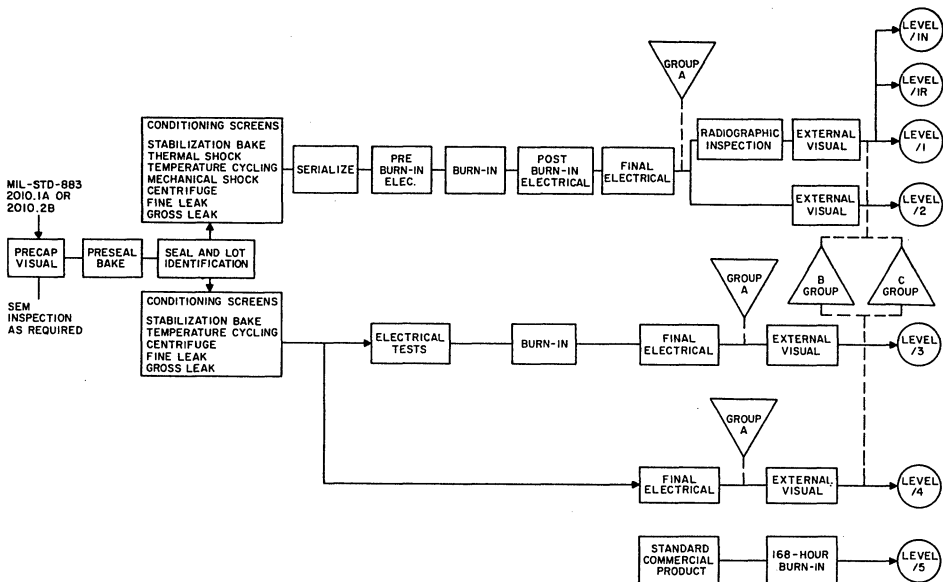 LEVEL
/1N
GROUP
A
LEVEL
/1R
CONDITIONING SCREENS
STABILIZATION BAKE
THERMAL SHOCK
TEMPERATURE CYCLING
MECHANICAL SHOCK
CENTRIFUGE
FINE LEAK
GROSS LEAK
SERIALIZE
PRE
BURN-IN
ELEC.
BURN-IN
POST
BURN-IN
ELECTRICAL
FINAL
ELECTRICAL
RADIOGRAPHIC
INSPECTION
EXTERNAL
VISUAL
LEVEL
/1
EXTERNAL
VISUAL
LEVEL
/2
MIL-STD-883
2010.1A OR
2010.2B
PRECAP
VISUAL
PRESEAL
BAKE
SEAL AND LOT
IDENTIFICATION
SEM
INSPECTION
AS REQUIRED
B
GROUP
C
GROUP
CONDITIONING SCREENS
STABILIZATION BAKE
TEMPERATURE CYCLING
CENTRIFUGE
FINE LEAK
GROSS LEAK
GROUP
A
ELECTRICAL
TESTS
BURN-IN
FINAL
ELECTRICAL
EXTERNAL
VISUAL
LEVEL
/3
GROUP
A
FINAL
ELECTRICAL
EXTERNAL
VISUAL
LEVEL
/4
STANDARD
COMMERCIAL
PRODUCT
168-HOUR
BURN-IN
LEVEL
/5